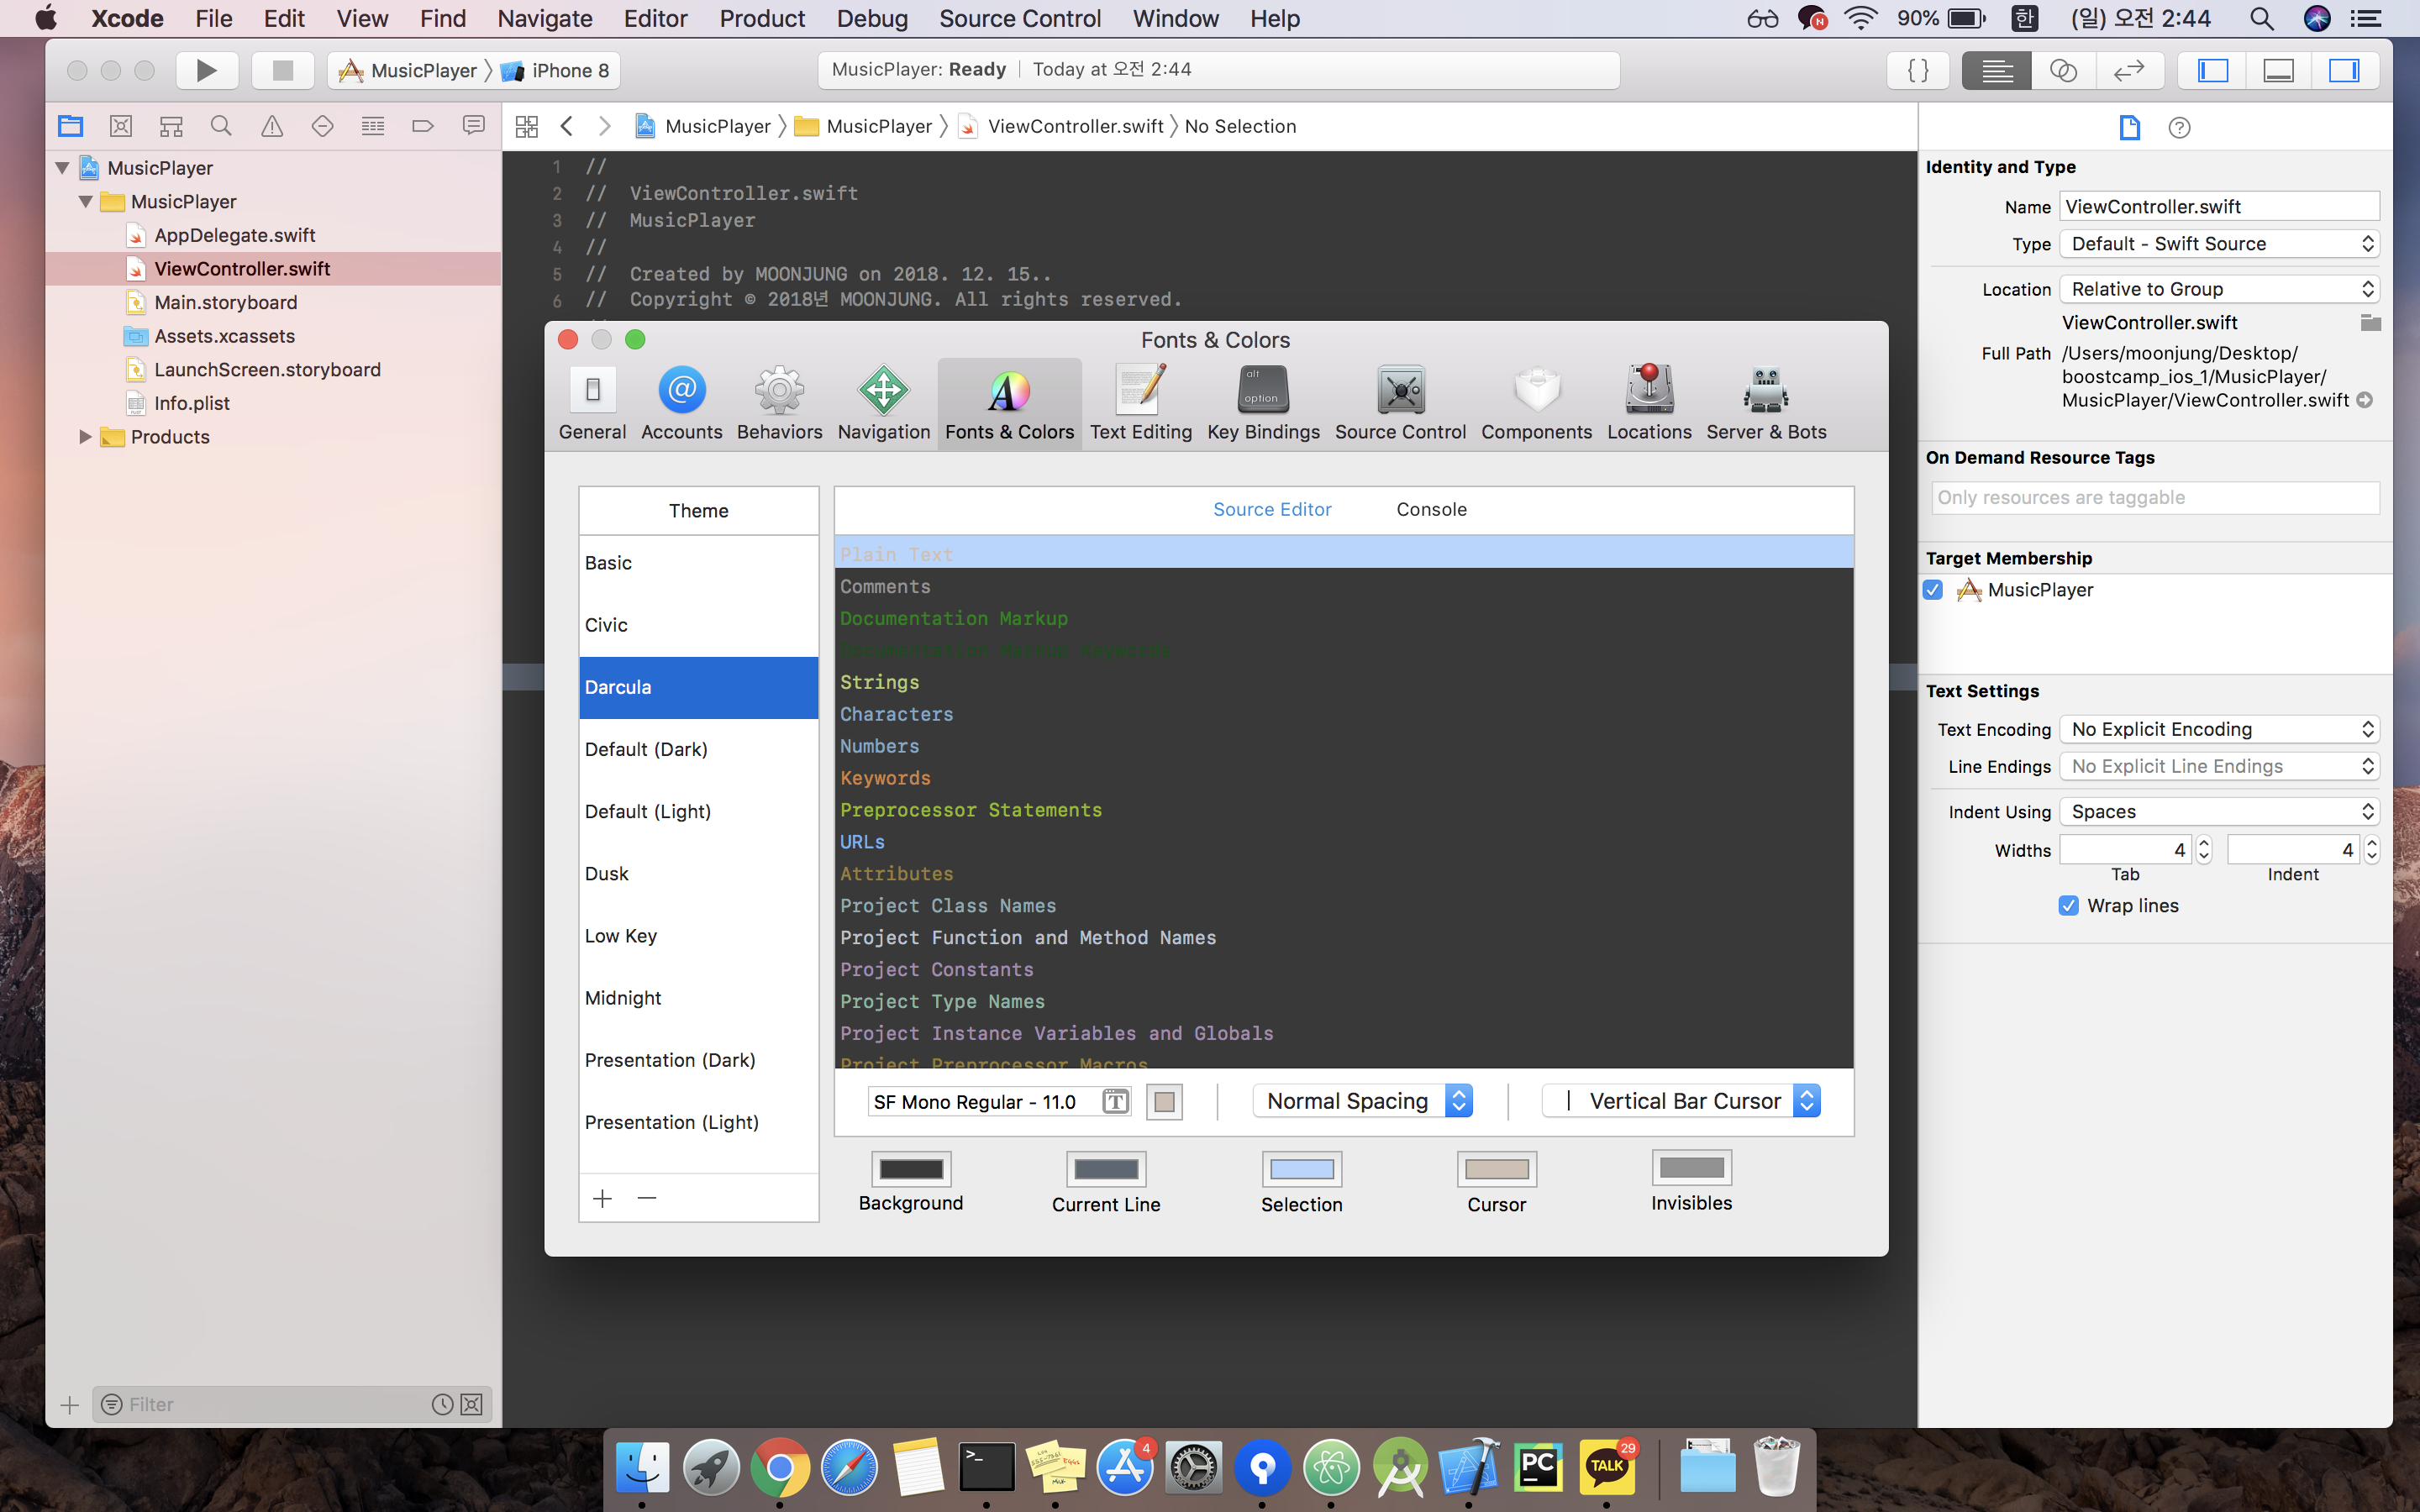 Xcode File Edit View Find Navigate Editor Product Debug Source Control Window Help
N 90% 한 (일) 오전 2:44
MusicPlayer iPhone 8
MusicPlayer: Ready Today at 오전 2:44
{ }
MusicPlayer MusicPlayer ViewController.swift No Selection
MusicPlayer
MusicPlayer
AppDelegate.swift
ViewController.swift
Main.storyboard
Assets.xcassets
LaunchScreen.storyboard
Info.plist
Products
Filter
1 //
2 // ViewController.swift
3 // MusicPlayer
4 //
5 // Created by MOONJUNG on 2018. 12. 15..
6 // Copyright © 2018년 MOONJUNG. All rights reserved.
Fonts & Colors
General Accounts Behaviors Navigation Fonts & Colors Text Editing Key Bindings Source Control Components Locations Server & Bots
alt
option
Theme
Basic
Civic
Darcula
Default (Dark)
Default (Light)
Dusk
Low Key
Midnight
Presentation (Dark)
Presentation (Light)
Source Editor Console
Plain Text
Comments
Documentation Markup
Documentation Markup Keywords
Strings
Characters
Numbers
Keywords
Preprocessor Statements
URLs
Attributes
Project Class Names
Project Function and Method Names
Project Constants
Project Type Names
Project Instance Variables and Globals
Project Preprocessor Macros
SF Mono Regular - 11.0 T Normal Spacing Vertical Bar Cursor
Background Current Line Selection Cursor Invisibles
Identity and Type
Name ViewController.swift
Type Default - Swift Source
Location Relative to Group
ViewController.swift
Full Path /Users/moonjung/Desktop/
boostcamp_ios_1/MusicPlayer/
MusicPlayer/ViewController.swift
On Demand Resource Tags
Only resources are taggable
Target Membership
MusicPlayer
Text Settings
Text Encoding No Explicit Encoding
Line Endings No Explicit Line Endings
Indent Using Spaces
Widths 4 4
Tab Indent
Wrap lines
>_ 4 PC TALK 29